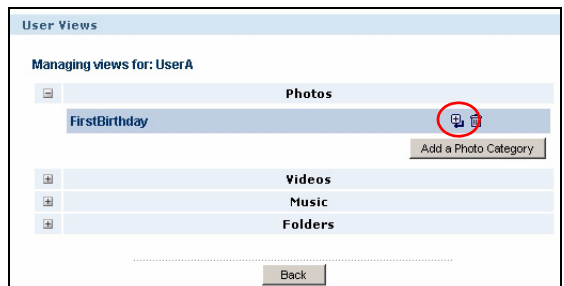 User Views
Managing views for: UserA
Photos
FirstBirthday
Add a Photo Category
Videos
Music
Folders
Back